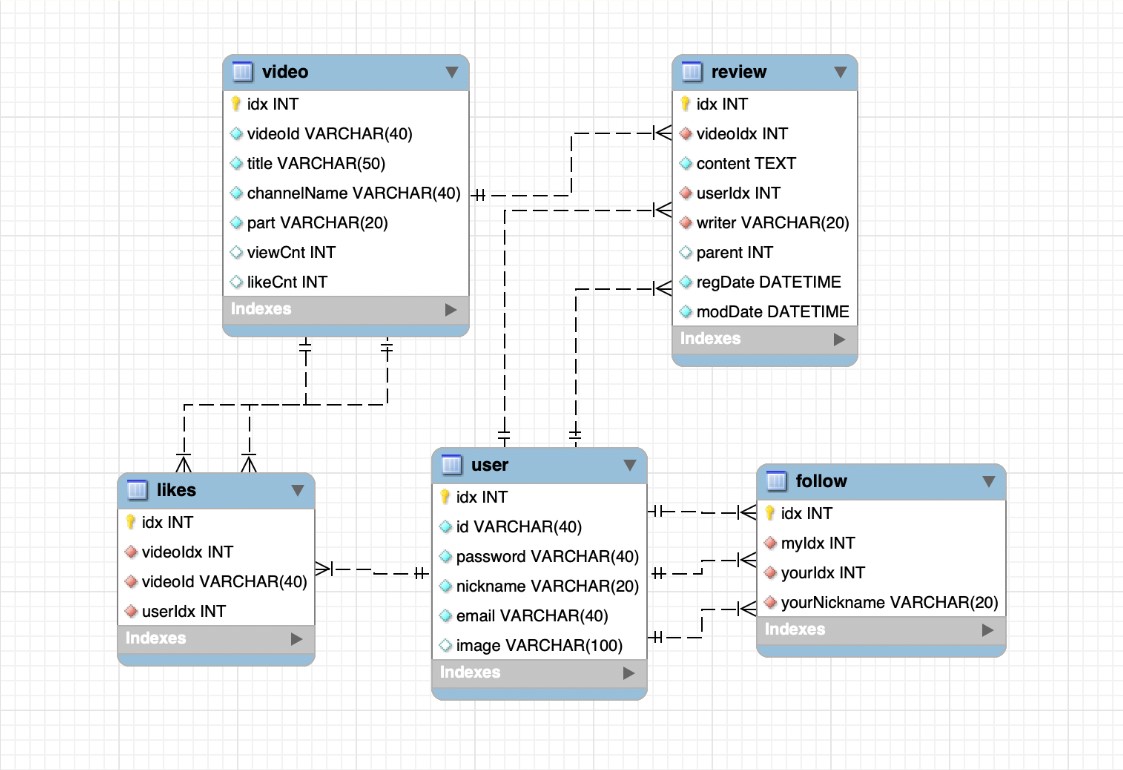 video
idx INT
videoId VARCHAR(40)
title VARCHAR(50)
channelName VARCHAR(40)
part VARCHAR(20)
viewCnt INT
likeCnt INT
Indexes
review
idx INT
videoIdx INT
content TEXT
userIdx INT
writer VARCHAR(20)
parent INT
regDate DATETIME
modDate DATETIME
Indexes
likes
idx INT
videoIdx INT
videoId VARCHAR(40)
userIdx INT
Indexes
user
idx INT
id VARCHAR(40)
password VARCHAR(40)
nickname VARCHAR(20)
email VARCHAR(40)
image VARCHAR(100)
Indexes
follow
idx INT
myIdx INT
yourIdx INT
yourNickname VARCHAR(20)
Indexes